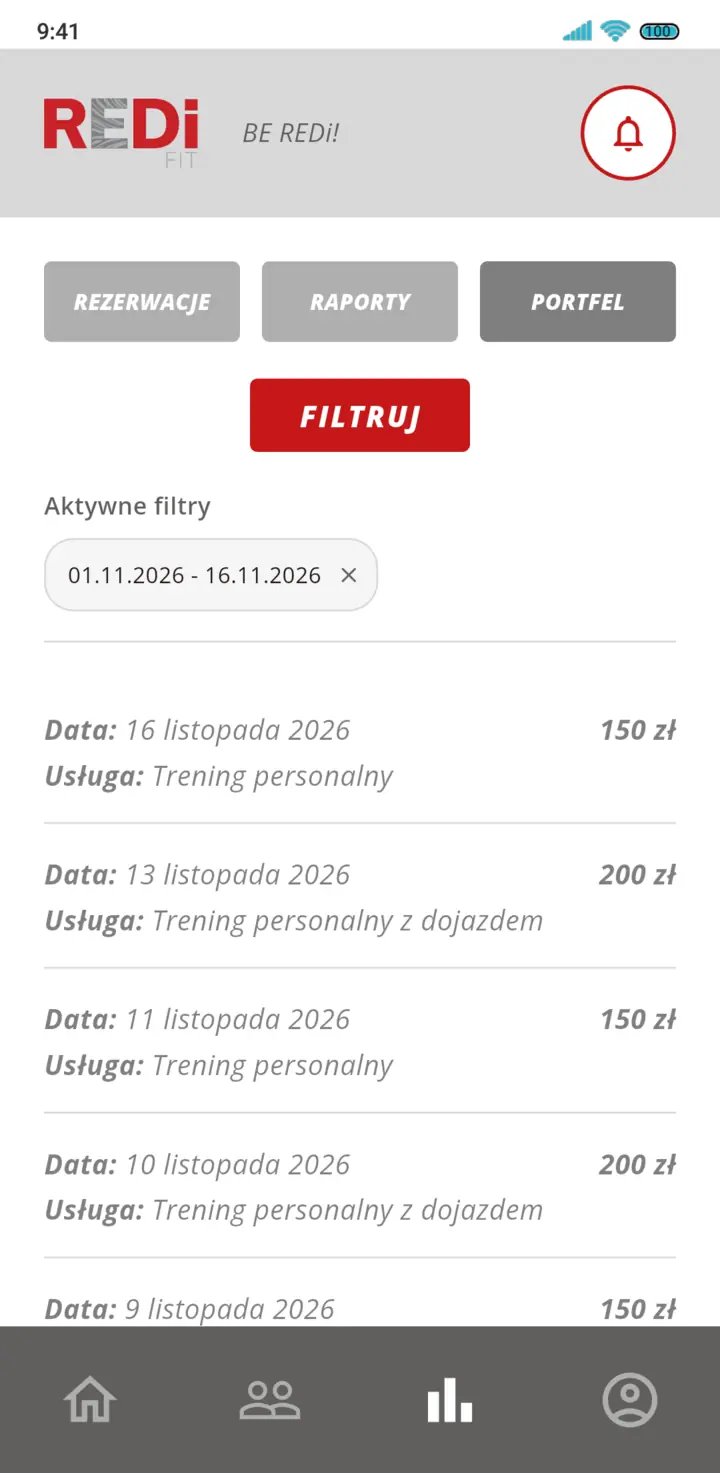 9:41
100
REDi
FIT
BE REDi!
REZERWACJE
RAPORTY
PORTFEL
FILTRUJ
Aktywne filtry
01.11.2026 - 16.11.2026
Data: 16 listopada 2026
150 zł
Usługa: Trening personalny
Data: 13 listopada 2026
200 zł
Usługa: Trening personalny z dojazdem
Data: 11 listopada 2026
150 zł
Usługa: Trening personalny
Data: 10 listopada 2026
200 zł
Usługa: Trening personalny z dojazdem
Data: 9 listopada 2026
150 zł